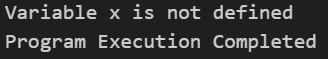 Variable x is not defined
Program Execution Completed